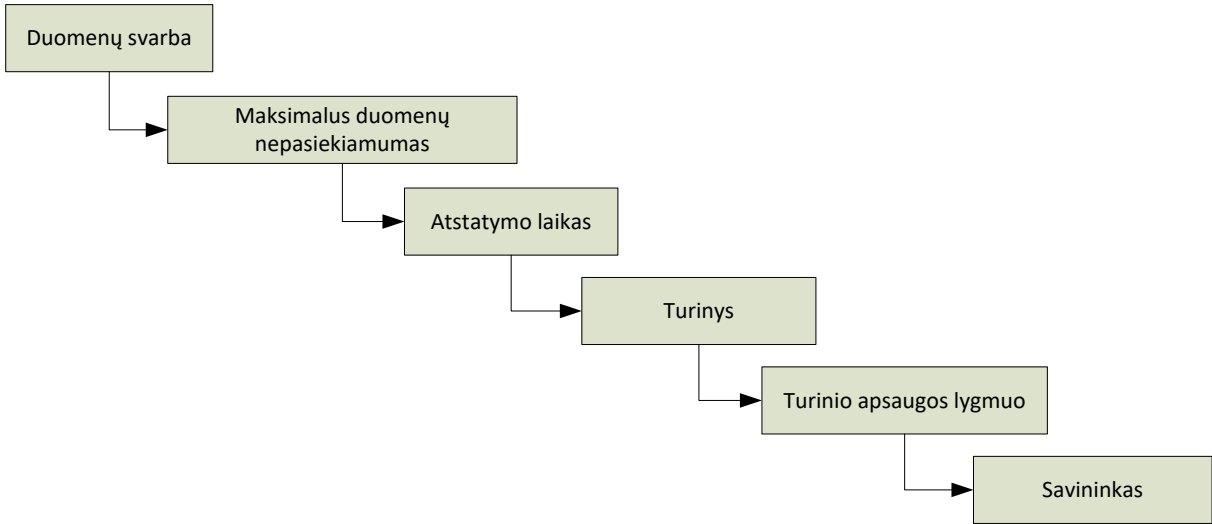 Duomenų svarba
Maksimalus duomenų
nepasiekiamumas
Atstatymo laikas
Turinys
Turinio apsaugos lygmuo
Savininkas